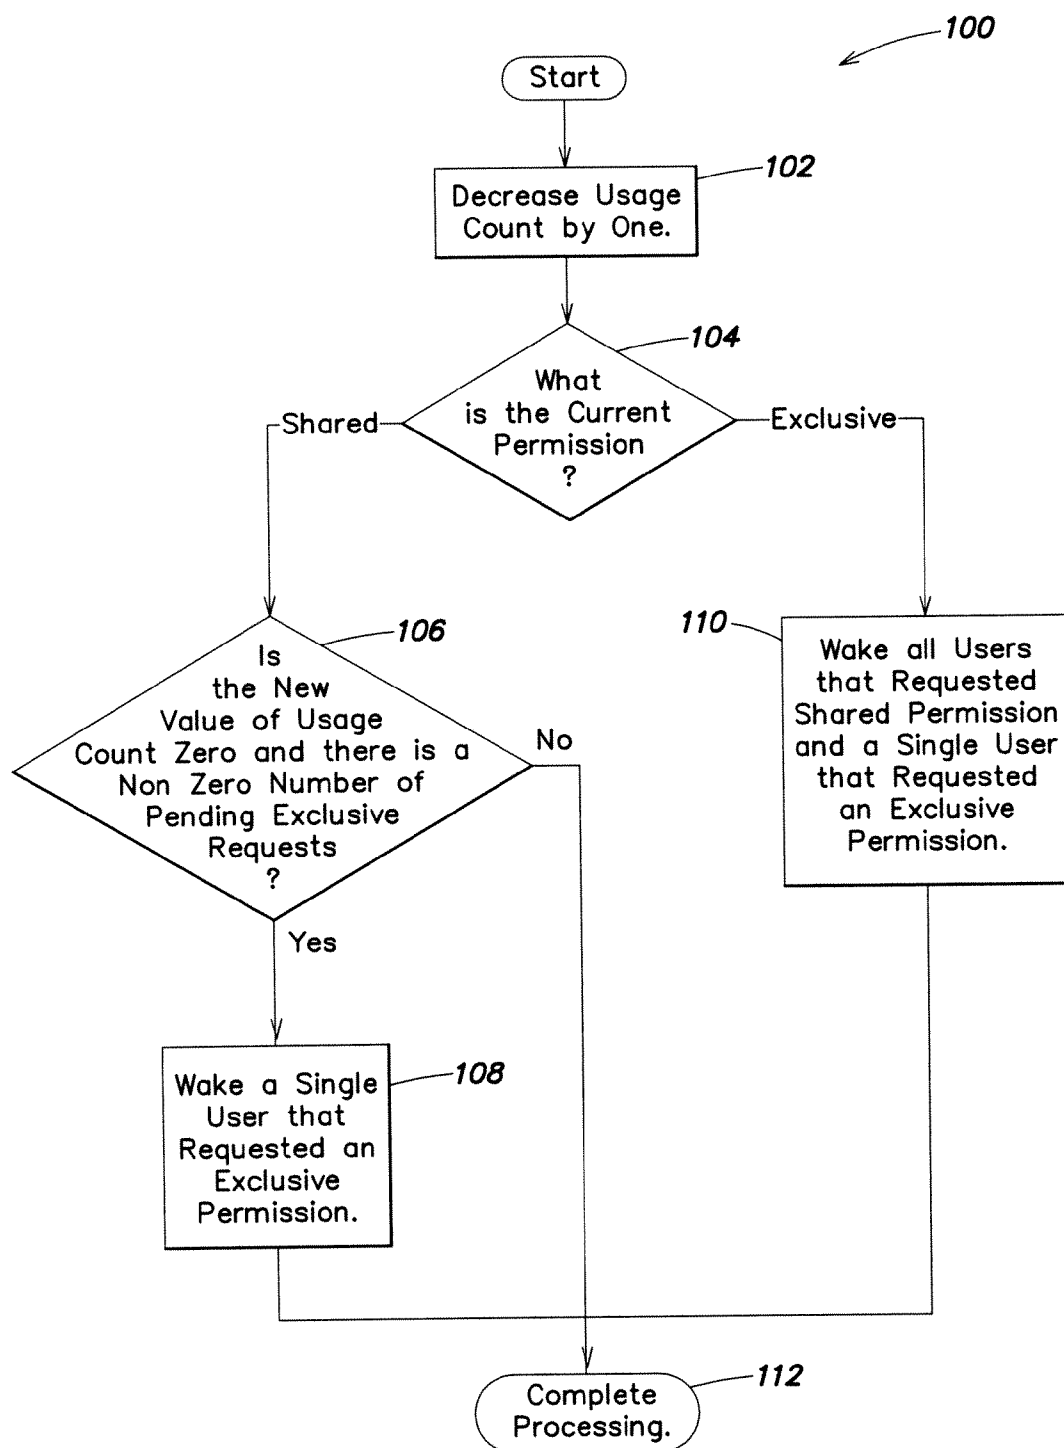 100
Start
102
Decrease Usage
Count by One.
104
What
is the Current
Permission
?
Shared
Exclusive
106
Is
the New
Value of Usage
Count Zero and there is a
Non Zero Number of
Pending Exclusive
Requests
?
No
Yes
110
Wake all Users
that Requested
Shared Permission
and a Single User
that Requested
an Exclusive
Permission.
108
Wake a Single
User that
Requested an
Exclusive
Permission.
112
Complete
Processing.